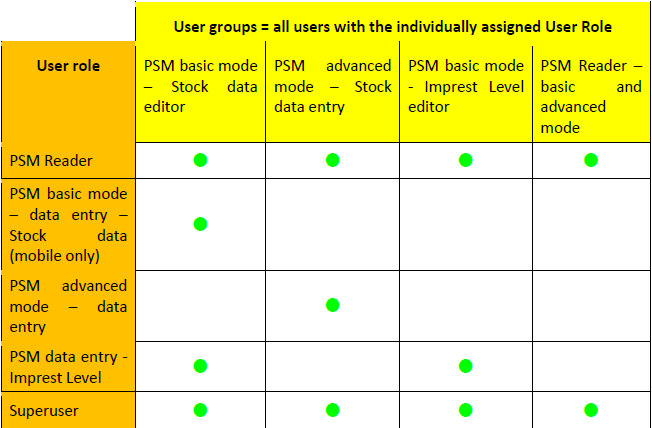 User groups = all users with the individually assigned User Role
User role
PSM basic mode
– Stock data
editor
PSM advanced
mode – Stock
data entry
PSM basic mode
- Imprest Level
editor
PSM Reader –
basic and
advanced
mode
PSM Reader
PSM basic mode
– data entry –
Stock data
(mobile only)
PSM advanced
mode – data
entry
PSM data entry -
Imprest Level
Superuser